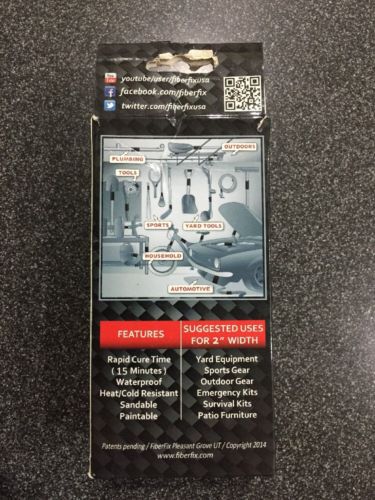 You
Tube
youtube/user/fiberfixusa
f
facebook.com/fiberfix
twitter.com/fiberfixusa
OUTDOORS
PLUMBING
TOOLS
SPORTS
YARD TOOLS
HOUSEHOLD
AUTOMOTIVE
FEATURES
Rapid Cure Time
( 15 Minutes )
Waterproof
Heat/Cold Resistant
Sandable
Paintable
SUGGESTED USES
FOR 2" WIDTH
Yard Equipment
Sports Gear
Outdoor Gear
Emergency Kits
Survival Kits
Patio Furniture
Patents pending / FiberFix Pleasant Grove UT / Copyright 2014
www.fiberfix.com